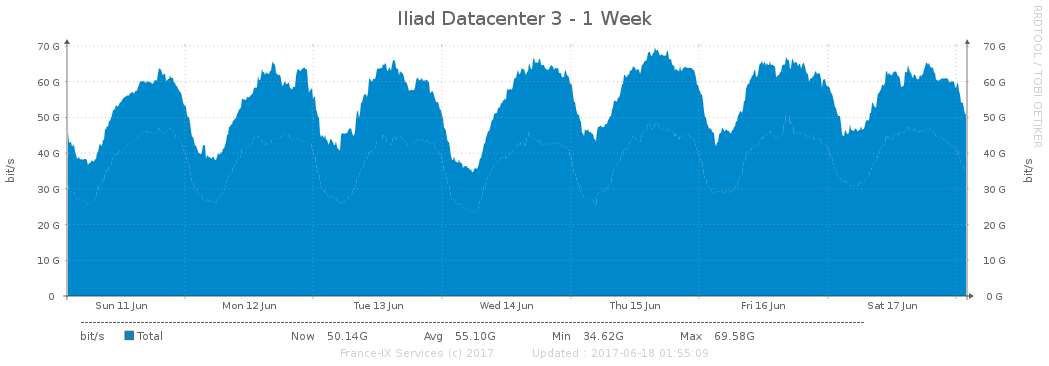 Iliad Datacenter 3 - 1 Week
RRDTOOL / TOBI OETIKER
bit/s
70 G
60 G
50 G
40 G
30 G
20 G
10 G
0
70 G
60 G
50 G
40 G
30 G
20 G
10 G
0 G
bit/s
Sun 11 Jun Mon 12 Jun Tue 13 Jun Wed 14 Jun Thu 15 Jun Fri 16 Jun Sat 17 Jun
bit/s Total Now 50.14G Avg 55.10G Min 34.62G Max 69.58G
France-IX Services (c) 2017 Updated : 2017-06-18 01:55:09